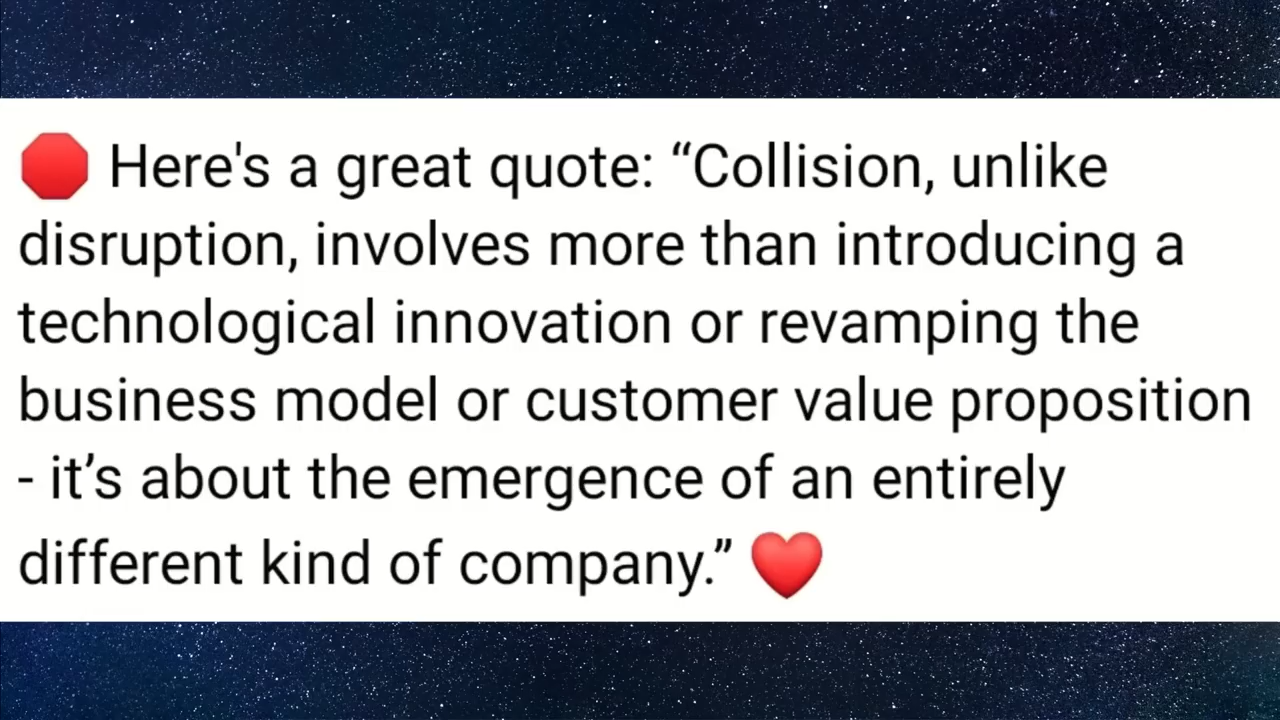 🛑 Here's a great quote: “Collision, unlike
disruption, involves more than introducing a
technological innovation or revamping the
business model or customer value proposition
- it’s about the emergence of an entirely
different kind of company.” ❤️